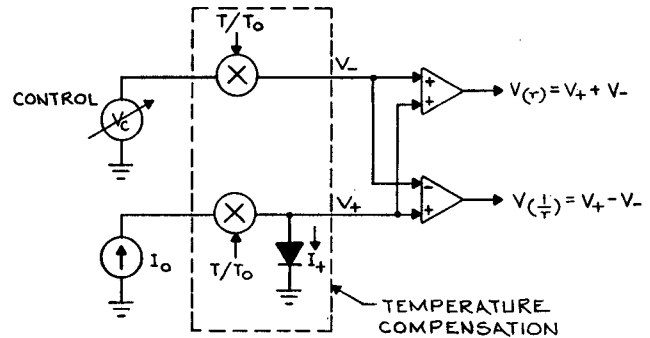 T/T₀
V₋
CONTROL
V_C
V(r) = V₊ + V₋
V₊
V(1/r) = V₊ − V₋
I₀
T/T₀
I₊
TEMPERATURE
COMPENSATION
+
+
−
+